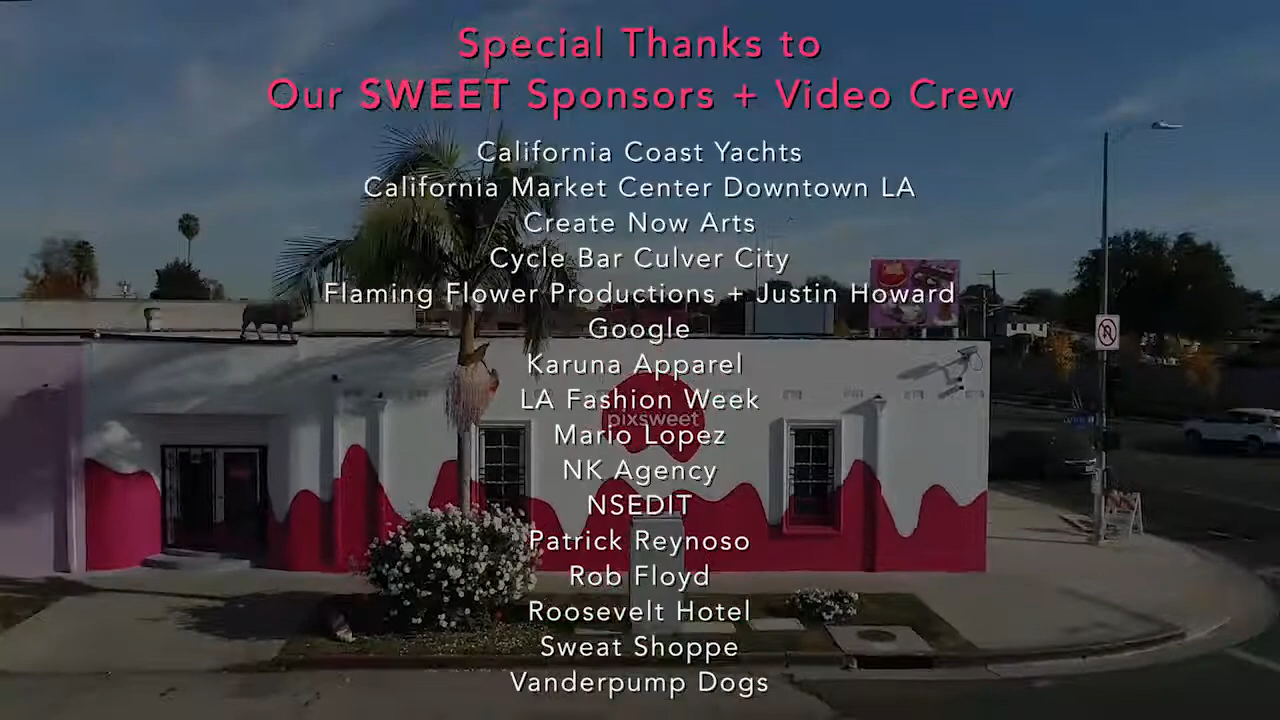 Special Thanks to
Our SWEET Sponsors + Video Crew
California Coast Yachts
California Market Center Downtown LA
Create Now Arts
Cycle Bar Culver City
Flaming Flower Productions + Justin Howard
Google
Karuna Apparel
LA Fashion Week
pixsweet
Mario Lopez
NK Agency
NSEDIT
Patrick Reynoso
Rob Floyd
Roosevelt Hotel
Sweat Shoppe
Vanderpump Dogs